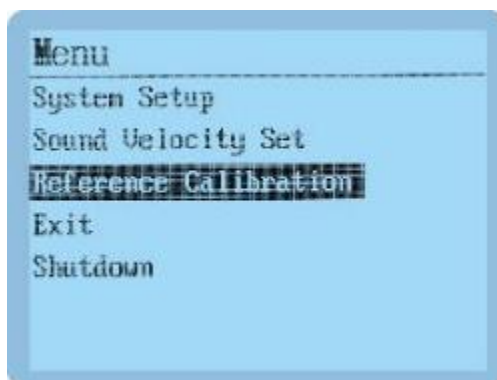 Menu
System Setup
Sound Velocity Set
Reference Calibration
Exit
Shutdown